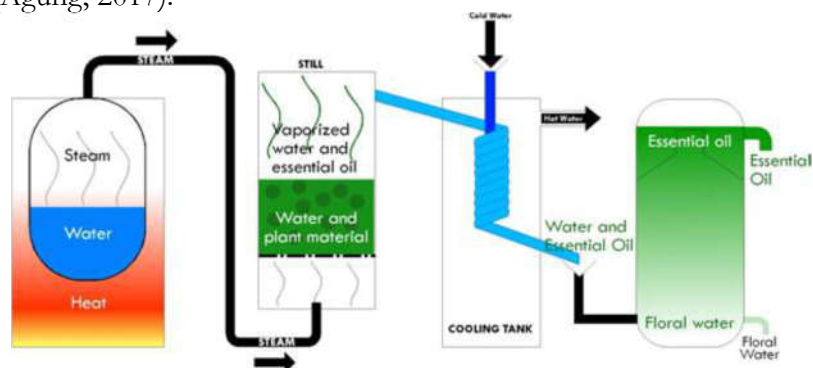 Agung, 2017).
Cold Water
STEAM
STILL
Hot Water
Vaporized
water and
essential oil
Steam
Essential oil
Essential
Oil
Water and
plant material
Water
Water and
Essential Oil
Heat
COOLING TANK
Floral water
Floral
Water
STEAM